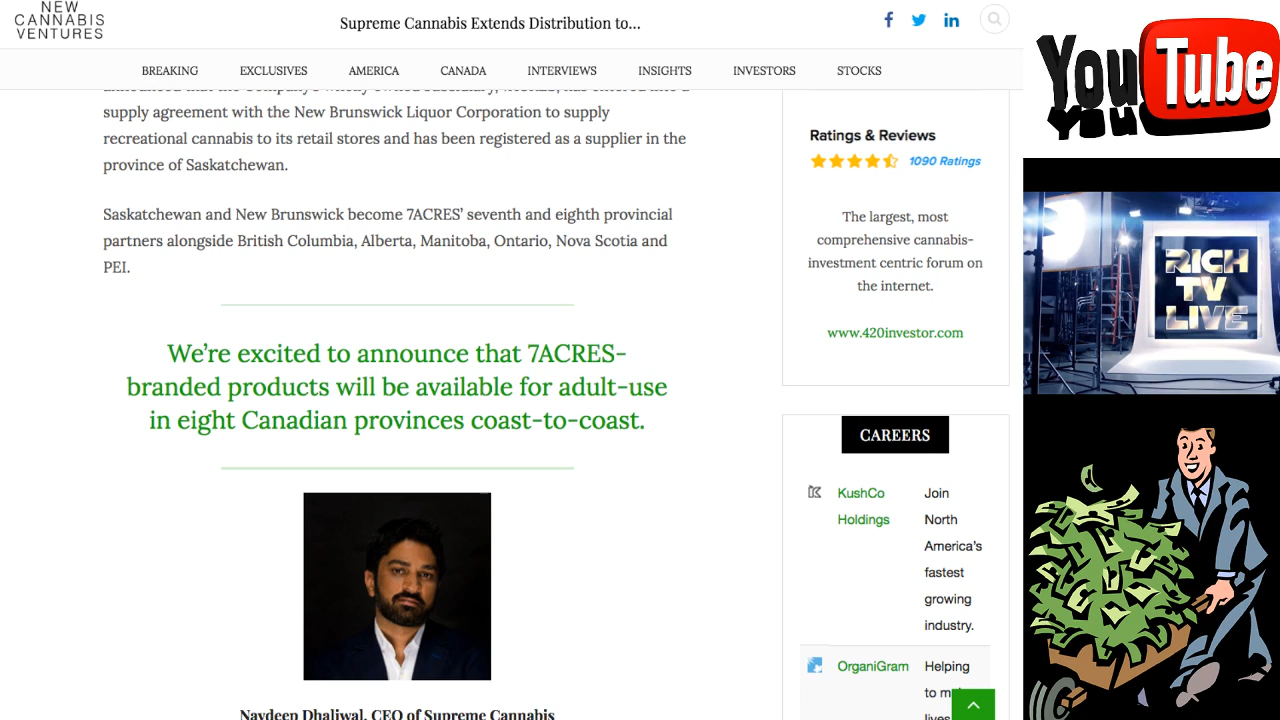 NEW
CANNABIS
VENTURES
Supreme Cannabis Extends Distribution to...
BREAKING EXCLUSIVES AMERICA CANADA INTERVIEWS INSIGHTS INVESTORS STOCKS
supply agreement with the New Brunswick Liquor Corporation to supply
recreational cannabis to its retail stores and has been registered as a supplier in the
province of Saskatchewan.
Saskatchewan and New Brunswick become 7ACRES’ seventh and eighth provincial
partners alongside British Columbia, Alberta, Manitoba, Ontario, Nova Scotia and
PEI.
We’re excited to announce that 7ACRES-
branded products will be available for adult-use
in eight Canadian provinces coast-to-coast.
Navdeep Dhaliwal, CEO of Supreme Cannabis
Ratings & Reviews
1090 Ratings
The largest, most
comprehensive cannabis-
investment centric forum on
the internet.
www.420investor.com
CAREERS
KushCo
Holdings
Join
North
America’s
fastest
growing
industry.
OrganiGram
Helping
to
YouTube
RICH
TV
LIVE